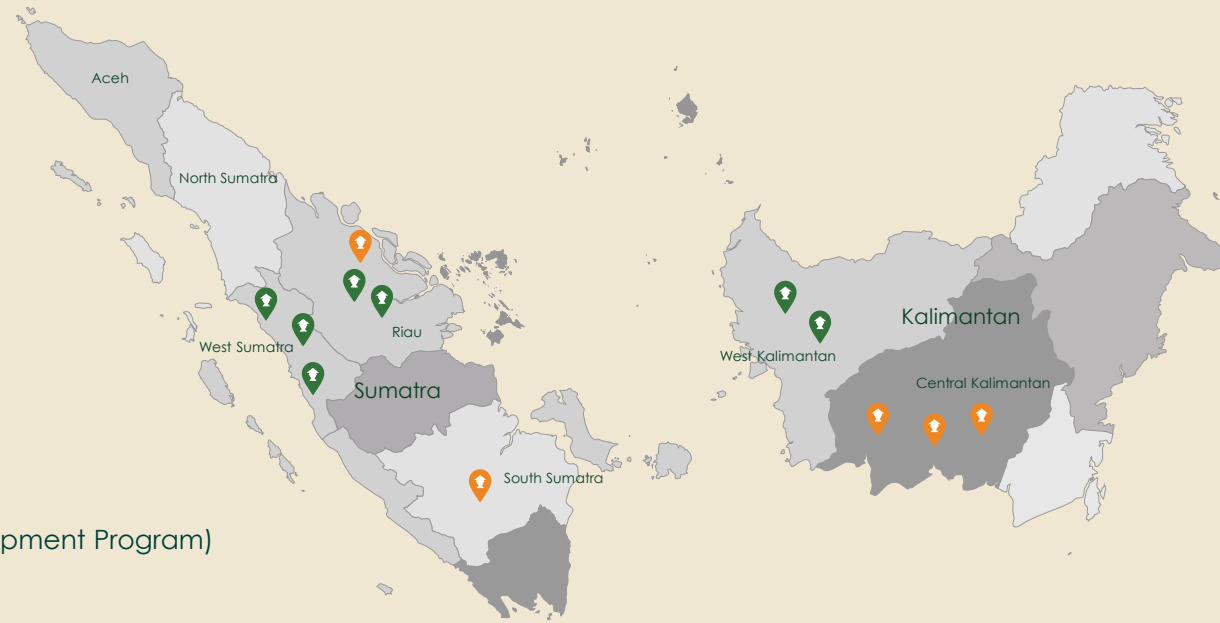 Aceh
North Sumatra
Riau
West Sumatra
Sumatra
South Sumatra
Kalimantan
West Kalimantan
Central Kalimantan
pment Program)